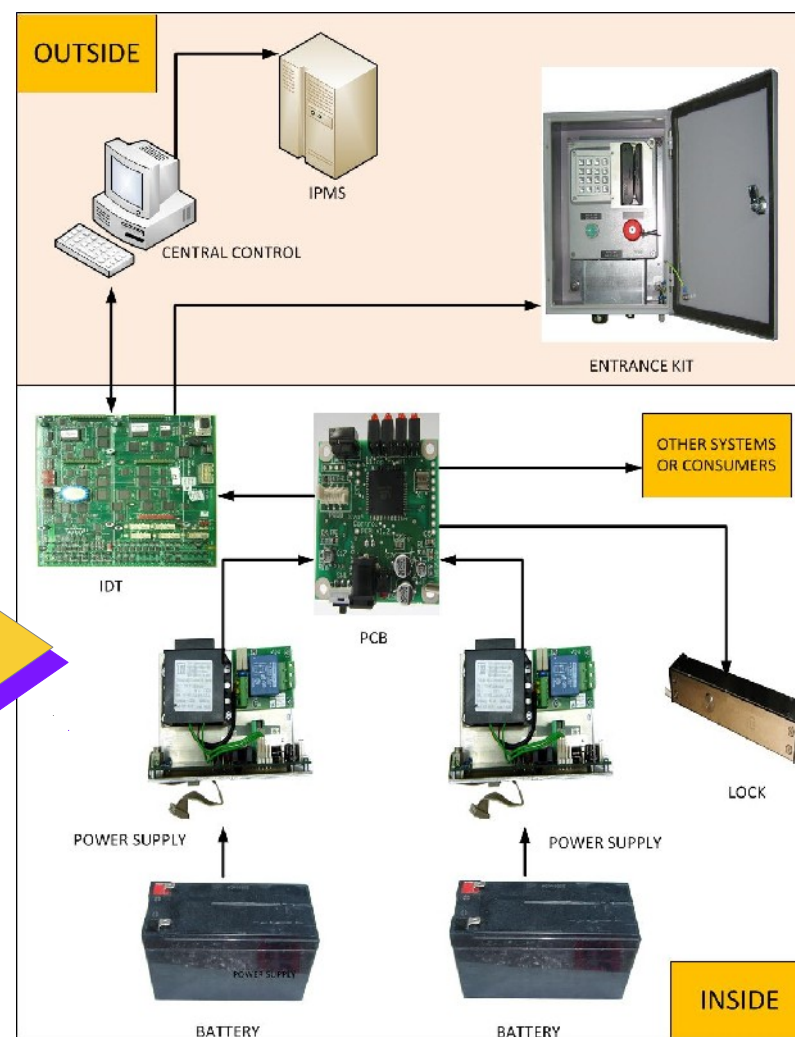 OUTSIDE
IPMS
CENTRAL CONTROL
ENTRANCE KIT
OTHER SYSTEMS
OR CONSUMERS
IDT
PCB
LOCK
POWER SUPPLY
POWER SUPPLY
POWER SUPPLY
INSIDE
BATTERY
BATTERY